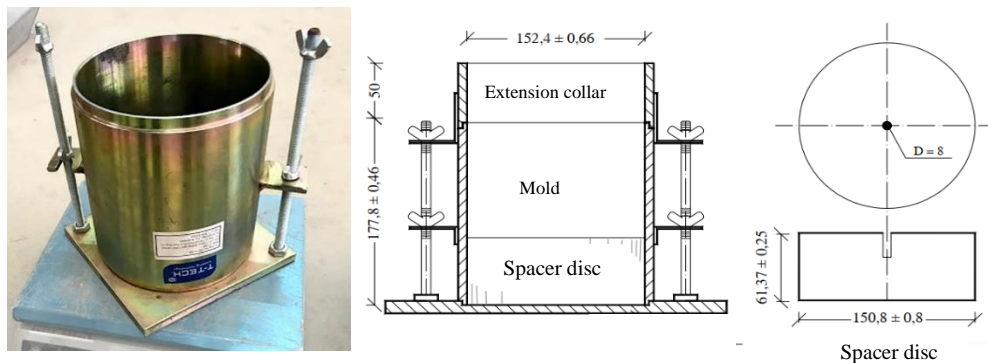 T-TECH
152,4 ± 0,66
50
Extension collar
177,8 ± 0,46
Mold
Spacer disc
D = 8
61,37 ± 0,25
150,8 ± 0,8
Spacer disc